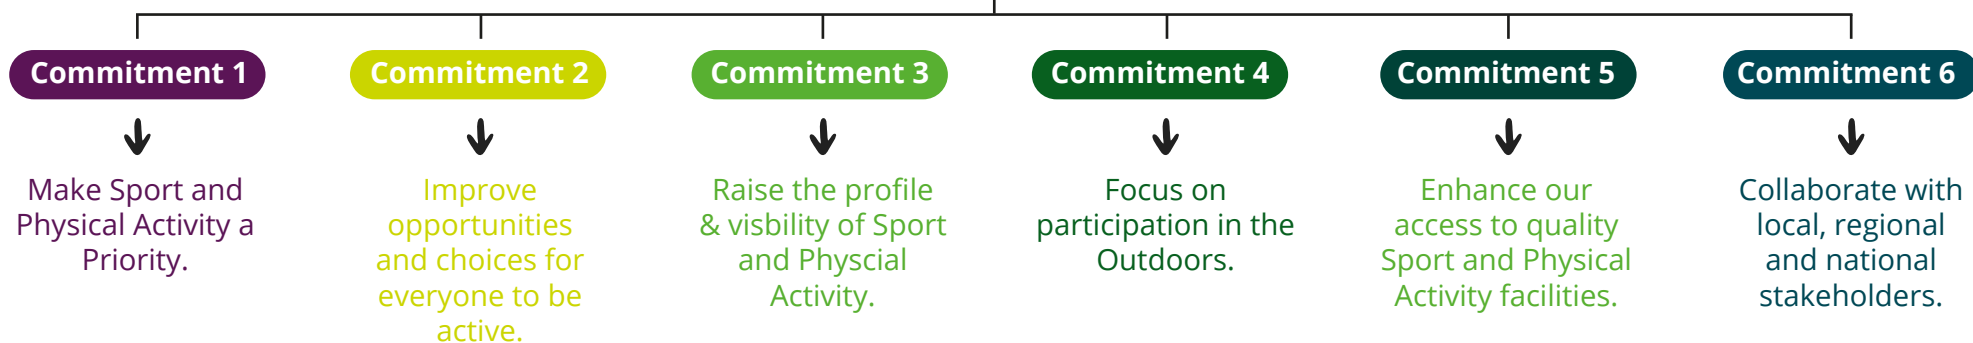 Commitment 1
Make Sport and
Physical Activity a
Priority.
Commitment 2
Improve
opportunities
and choices for
everyone to be
active.
Commitment 3
Raise the profile
& visbility of Sport
and Physcial
Activity.
Commitment 4
Focus on
participation in the
Outdoors.
Commitment 5
Enhance our
access to quality
Sport and Physical
Activity facilities.
Commitment 6
Collaborate with
local, regional
and national
stakeholders.